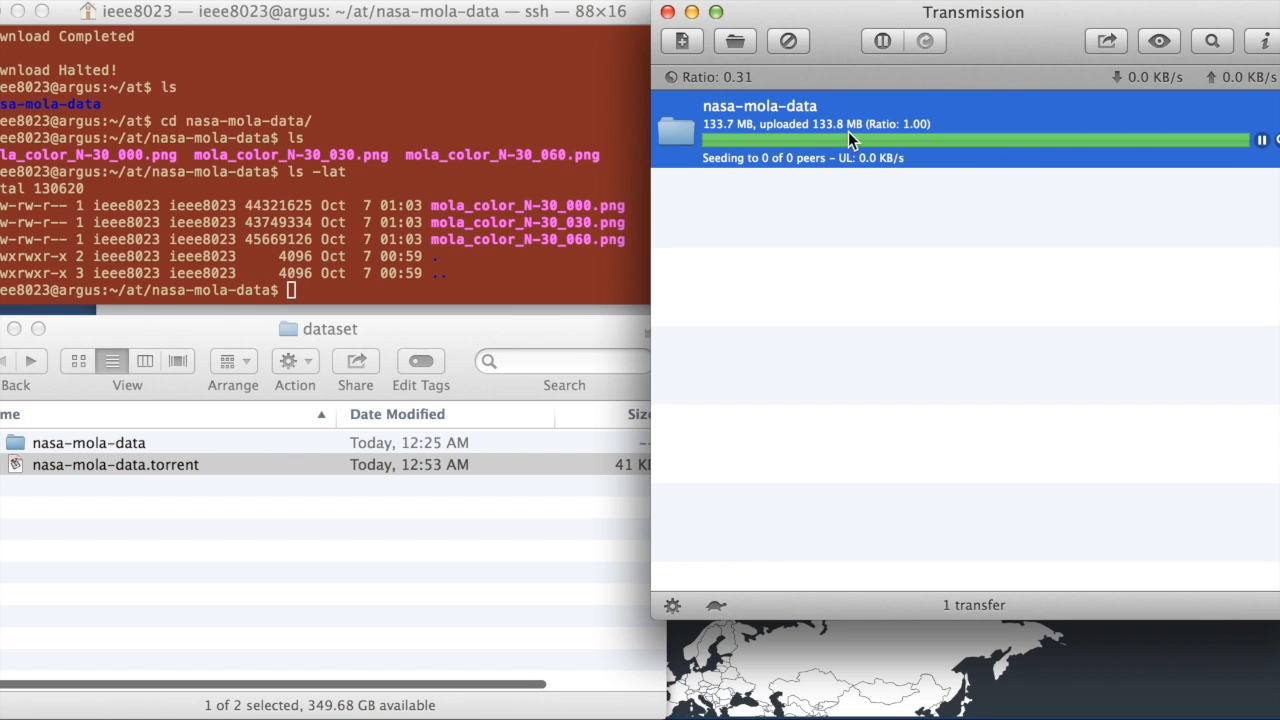 ieee8023 — ieee8023@argus: ~/at/nasa-mola-data — ssh — 88×16
wnload Completed
wnload Halted!
eee8023@argus:~/at$ ls
sa-mola-data
eee8023@argus:~/at$ cd nasa-mola-data/
eee8023@argus:~/at/nasa-mola-data$ ls
la_color_N-30_000.png mola_color_N-30_030.png mola_color_N-30_060.png
eee8023@argus:~/at/nasa-mola-data$ ls -lat
tal 130620
w-rw-r-- 1 ieee8023 ieee8023 44321625 Oct 7 01:03 mola_color_N-30_000.png
w-rw-r-- 1 ieee8023 ieee8023 43749334 Oct 7 01:03 mola_color_N-30_030.png
w-rw-r-- 1 ieee8023 ieee8023 45669126 Oct 7 01:03 mola_color_N-30_060.png
wxrwxr-x 2 ieee8023 ieee8023 4096 Oct 7 00:59 .
wxrwxr-x 3 ieee8023 ieee8023 4096 Oct 7 00:59 ..
eee8023@argus:~/at/nasa-mola-data$
dataset
Back
View
Arrange
Action
Share
Edit Tags
Search
me Date Modified Size
nasa-mola-data Today, 12:25 AM --
nasa-mola-data.torrent Today, 12:53 AM 41 KB
1 of 2 selected, 349.68 GB available
Transmission
Ratio: 0.31 0.0 KB/s 0.0 KB/s
nasa-mola-data
133.7 MB, uploaded 133.8 MB (Ratio: 1.00)
Seeding to 0 of 0 peers – UL: 0.0 KB/s
1 transfer